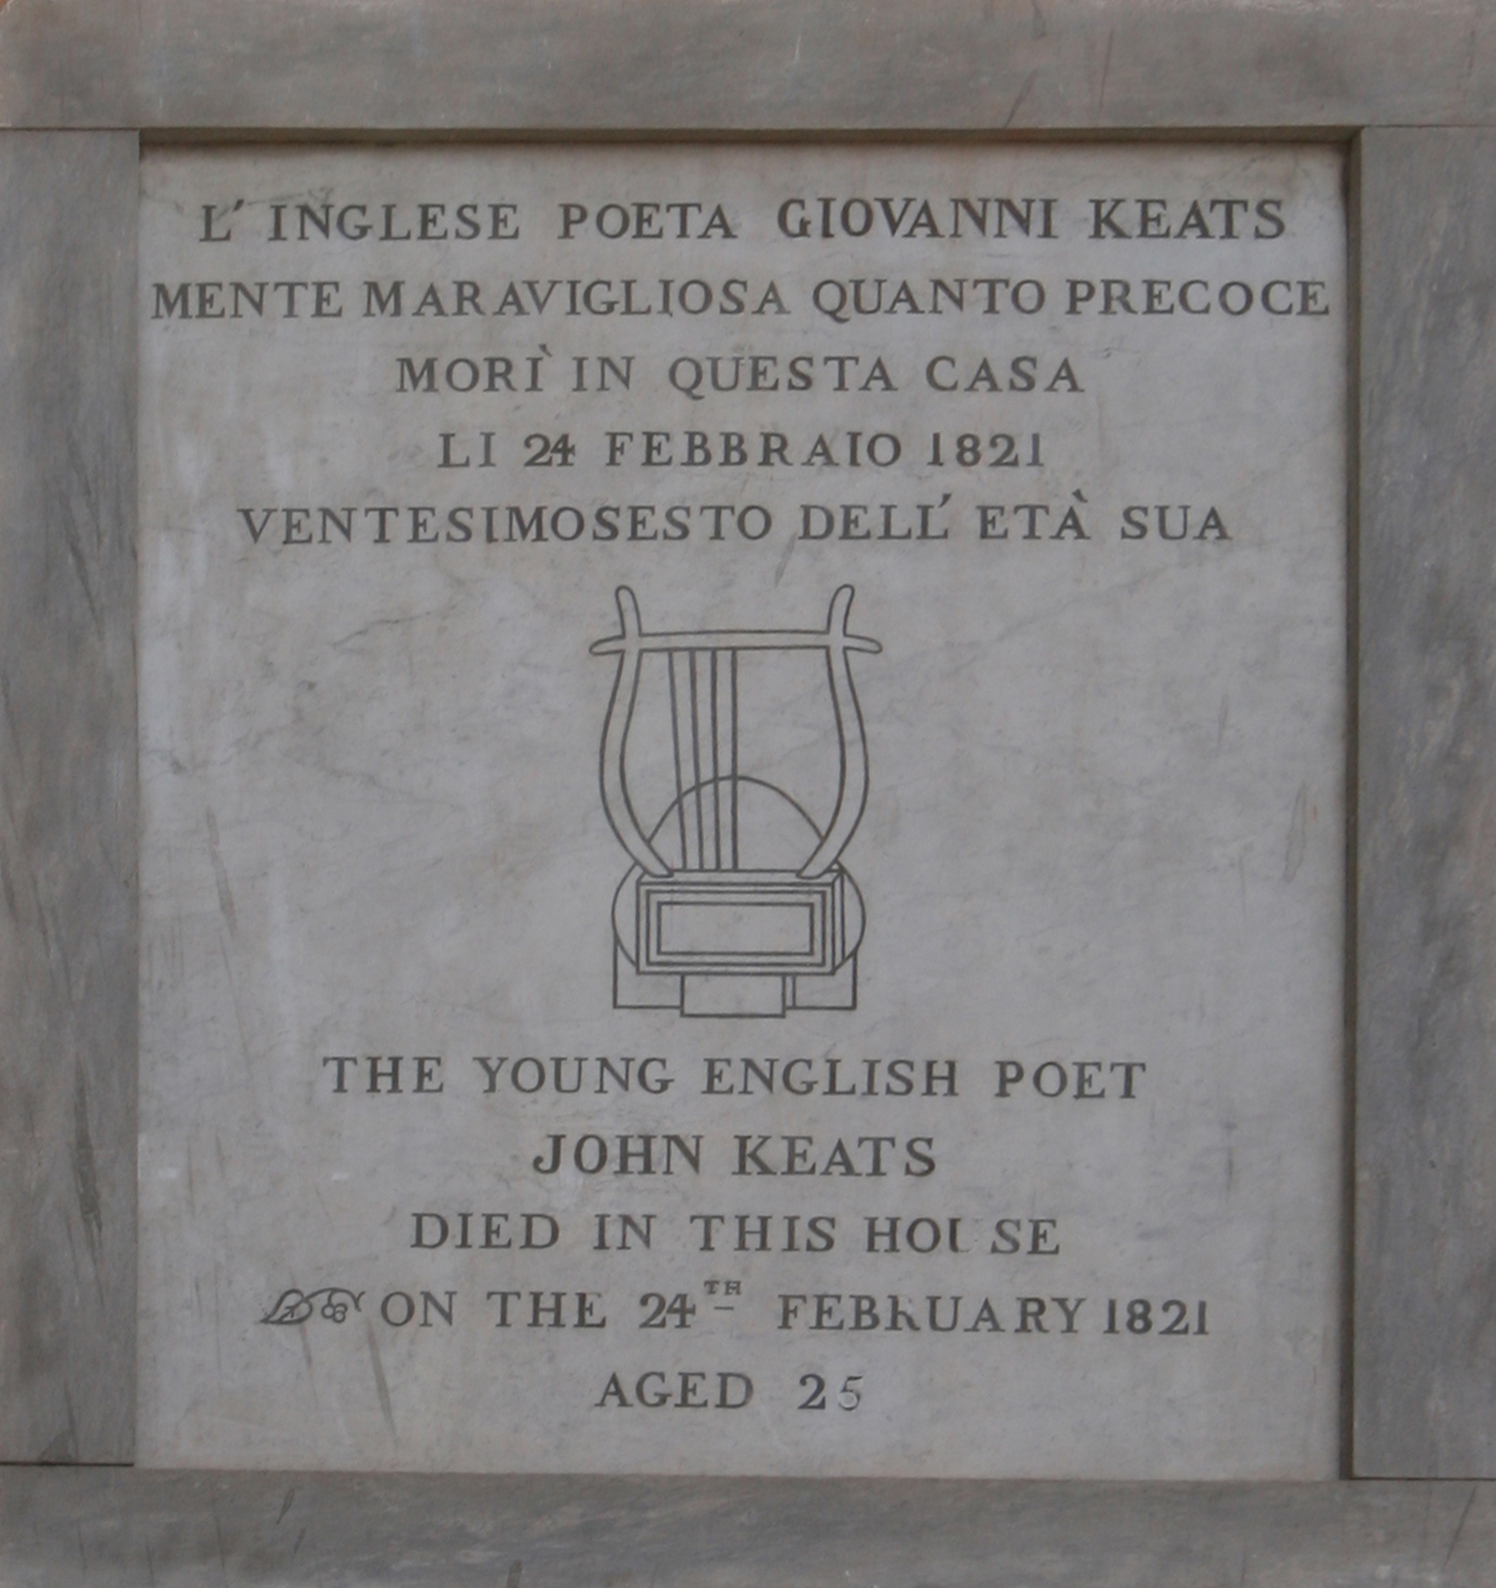 L' INGLESE POETA GIOVANNI KEATS
MENTE MARAVIGLIOSA QUANTO PRECOCE
MORÌ IN QUESTA CASA
LI 24 FEBBRAIO 1821
VENTESIMOSESTO DELL' ETÀ SUA
THE YOUNG ENGLISH POET
JOHN KEATS
DIED IN THIS HOUSE
ON THE 24TH FEBRUARY 1821
AGED 25